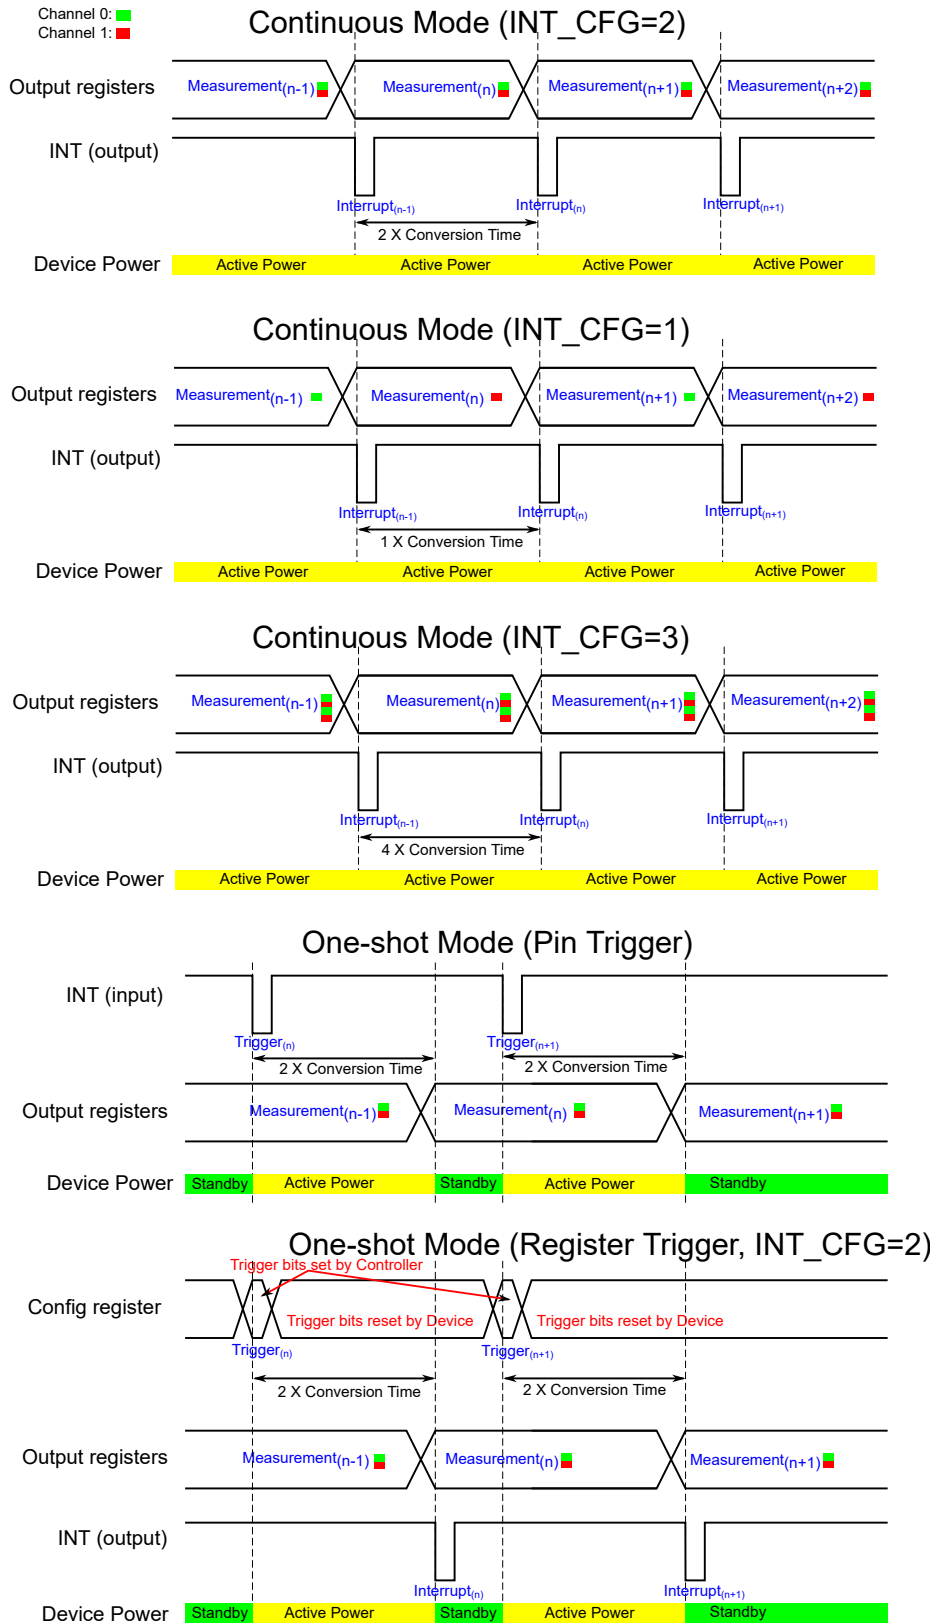 Channel 0:
Channel 1:
Continuous Mode (INT_CFG=2)
Output registers
Measurement(n-1) Measurement(n) Measurement(n+1) Measurement(n+2)
INT (output)
Interrupt(n-1) Interrupt(n) Interrupt(n+1)
2 X Conversion Time
Device Power
Active Power Active Power Active Power Active Power
Continuous Mode (INT_CFG=1)
Output registers
Measurement(n-1) Measurement(n) Measurement(n+1) Measurement(n+2)
INT (output)
Interrupt(n-1) Interrupt(n) Interrupt(n+1)
1 X Conversion Time
Device Power
Active Power Active Power Active Power Active Power
Continuous Mode (INT_CFG=3)
Output registers
Measurement(n-1) Measurement(n) Measurement(n+1) Measurement(n+2)
INT (output)
Interrupt(n-1) Interrupt(n) Interrupt(n+1)
4 X Conversion Time
Device Power
Active Power Active Power Active Power Active Power
One-shot Mode (Pin Trigger)
INT (input)
Trigger(n) Trigger(n+1)
2 X Conversion Time 2 X Conversion Time
Output registers
Measurement(n-1) Measurement(n) Measurement(n+1)
Device Power
Standby Active Power Standby Active Power Standby
One-shot Mode (Register Trigger, INT_CFG=2)
Trigger bits set by Controller
Config register
Trigger bits reset by Device Trigger bits reset by Device
Trigger(n) Trigger(n+1)
2 X Conversion Time 2 X Conversion Time
Output registers
Measurement(n-1) Measurement(n) Measurement(n+1)
INT (output)
Interrupt(n) Interrupt(n+1)
Device Power
Standby Active Power Standby Active Power Standby